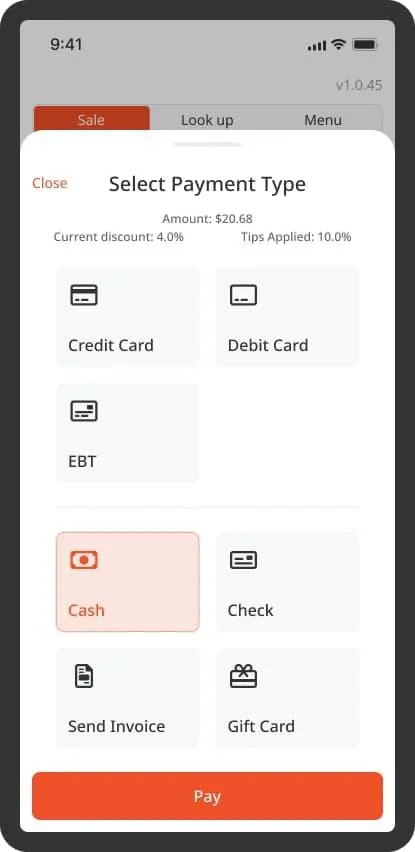 9:41
v1.0.45
Sale Look up Menu
Close Select Payment Type
Amount: $20.68
Current discount: 4.0% Tips Applied: 10.0%
Credit Card Debit Card
EBT
Cash Check
Send Invoice Gift Card
Pay